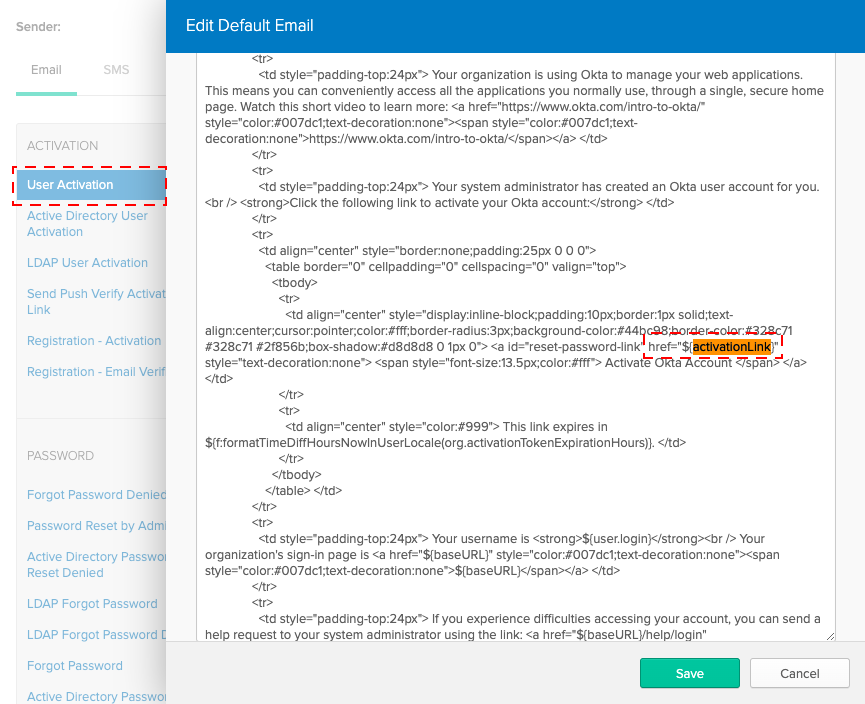 Sender:
Email
SMS
ACTIVATION
User Activation
Active Directory User
Activation
LDAP User Activation
Send Push Verify Activat
Link
Registration - Activation
Registration - Email Verif
PASSWORD
Forgot Password Denied
Password Reset by Admi
Active Directory Passwor
Reset Denied
LDAP Forgot Password
LDAP Forgot Password D
Forgot Password
Active Directory Passwor
Edit Default Email
<tr>
<td style="padding-top:24px"> Your organization is using Okta to manage your web applications.
This means you can conveniently access all the applications you normally use, through a single, secure home
page. Watch this short video to learn more: <a href="https://www.okta.com/intro-to-okta/"
style="color:#007dc1;text-decoration:none"><span style="color:#007dc1;text-
decoration:none">https://www.okta.com/intro-to-okta/</span></a> </td>
</tr>
<tr>
<td style="padding-top:24px"> Your system administrator has created an Okta user account for you.
<br /> <strong>Click the following link to activate your Okta account:</strong> </td>
</tr>
<tr>
<td align="center" style="border:none;padding:25px 0 0 0">
<table border="0" cellpadding="0" cellspacing="0" valign="top">
<tbody>
<tr>
<td align="center" style="display:inline-block;padding:10px;border:1px solid;text-
align:center;cursor:pointer;color:#fff;border-radius:3px;background-color:#44bc98;border-color:#328c71
#328c71 #2f856b;box-shadow:#d8d8d8 0 1px 0"> <a id="reset-password-link" href="${activationLink}"
style="text-decoration:none"> <span style="font-size:13.5px;color:#fff"> Activate Okta Account </span> </a>
</td>
</tr>
<tr>
<td align="center" style="color:#999"> This link expires in
${f:formatTimeDiffHoursNowInUserLocale(org.activationTokenExpirationHours)}. </td>
</tr>
</tbody>
</table> </td>
</tr>
<tr>
<td style="padding-top:24px"> Your username is <strong>${user.login}</strong><br /> Your
organization's sign-in page is <a href="${baseURL}" style="color:#007dc1;text-decoration:none"><span
style="color:#007dc1;text-decoration:none">${baseURL}</span></a> </td>
</tr>
<tr>
<td style="padding-top:24px"> If you experience difficulties accessing your account, you can send a
help request to your system administrator using the link: <a href="${baseURL}/help/login"
Save
Cancel